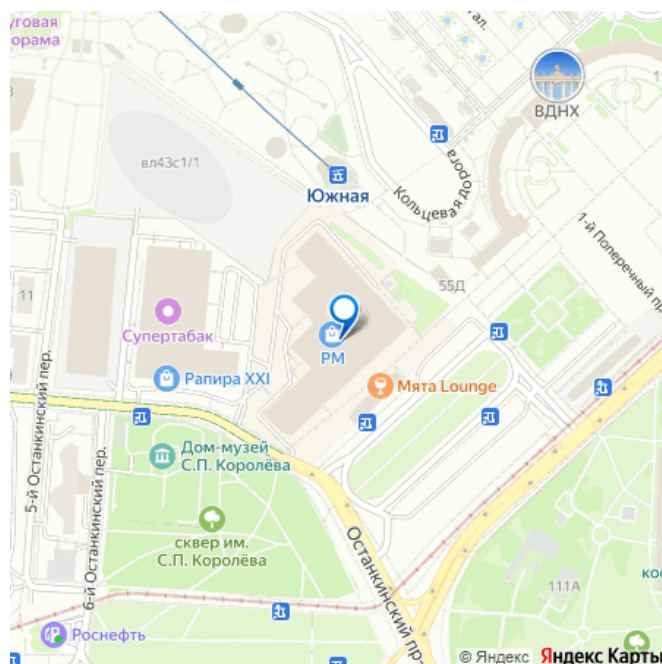 уговая
орама
ВДНХ
вл43с1/1
Южная
Кольцевая дорога
1-й Поперечный пр
55Д
11
Супертабак
РМ
Рапира XXI
Мята Lounge
5-й Останкинский пер.
6-й Останкинский пер.
Дом-музей
С.П. Королёва
сквер им.
С.П. Королёва
Останкинский пр
111А
кос
Роснефть
© Яндекс Яндекс Карты